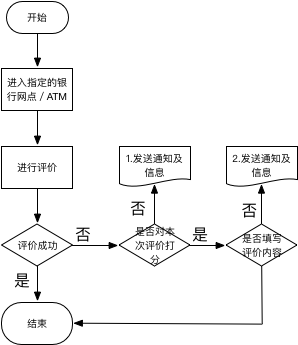 开始
进入指定的银
行网点 / ATM
进行评价
1.发送通知及
信息
2.发送通知及
信息
否
否
评价成功
否
是否对本
次评价打
分
是
是否填写
评价内容
是
结束